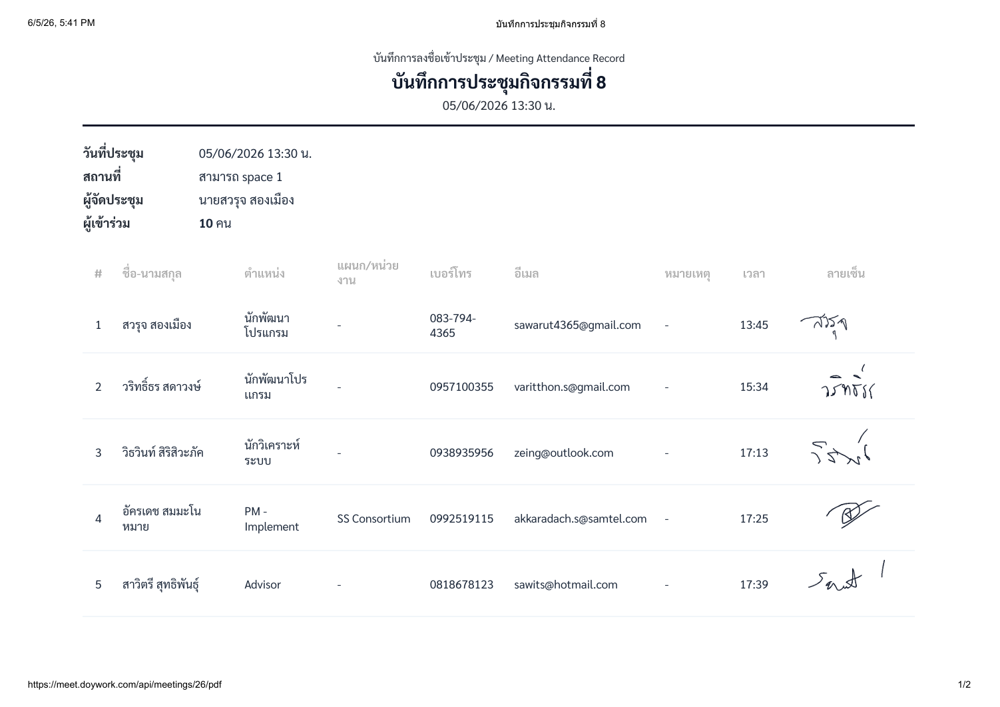 6/5/26, 5:41 PM
บันทึกการประชุมกิจกรรมที่ 8
บันทึกการลงชื่อเข้าประชุม / Meeting Attendance Record
บันทึกการประชุมกิจกรรมที่ 8
05/06/2026 13:30 น.
วันที่ประชุม 05/06/2026 13:30 น.
สถานที่ สามารถ space 1
ผู้จัดประชุม นายสวรุจ สองเมือง
ผู้เข้าร่วม 10 คน
# ชื่อ-นามสกุล ตำแหน่ง แผนก/หน่วยงาน เบอร์โทร อีเมล หมายเหตุ เวลา ลายเซ็น
1 สวรุจ สองเมือง นักพัฒนาโปรแกรม - 083-794-4365 sawarut4365@gmail.com - 13:45 สวรุจ
2 วริทธิ์ธร สดาวงษ์ นักพัฒนาโปรแกรม - 0957100355 varitthon.s@gmail.com - 15:34 วริทธิ์ธร
3 วิธวินท์ สิริสิวะภัค นักวิเคราะห์ระบบ - 0938935956 zeing@outlook.com - 17:13
4 อัครเดช สมมะโนหมาย PM - Implement SS Consortium 0992519115 akkaradach.s@samtel.com - 17:25
5 สาวิตรี สุทธิพันธุ์ Advisor - 0818678123 sawits@hotmail.com - 17:39
https://meet.doywork.com/api/meetings/26/pdf
1/2